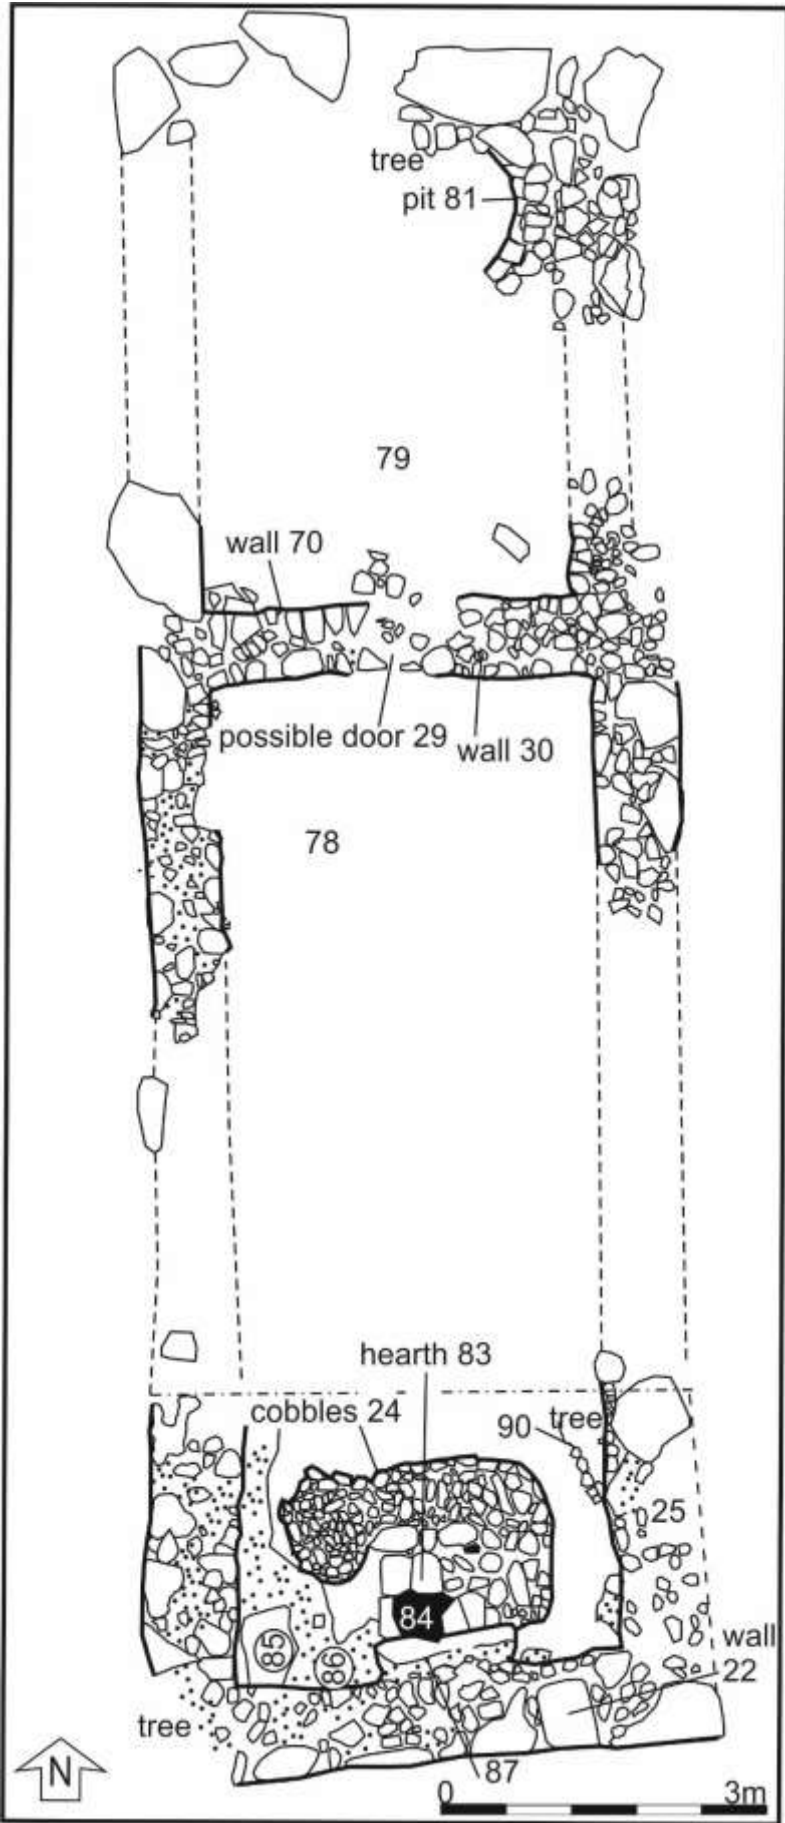 tree
pit 81
79
wall 70
possible door 29
wall 30
78
hearth 83
cobbles 24
90
tree
25
84
85
86
wall
22
tree
87
N
0
3m